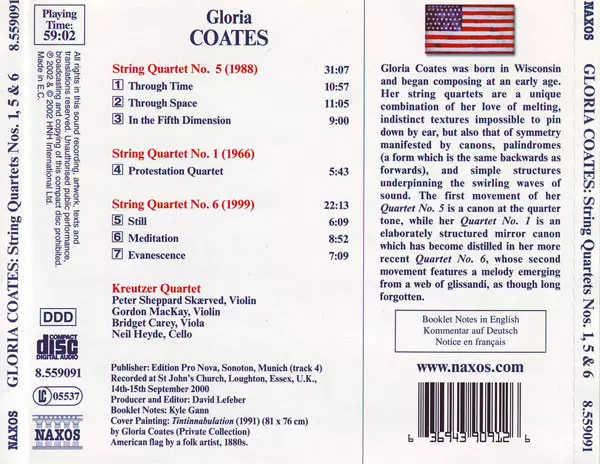 8.559091
GLORIA COATES: String Quartets Nos. 1, 5 & 6
NAXOS
Playing
Time:
59:02
All rights in this sound recording, artwork, texts and
translations reserved. Unauthorised public performance,
broadcasting and copying of this compact disc prohibited.
℗ 2002 & © 2002 HNH International Ltd.
Made in E.C.
DDD
COMPACT
disc
DIGITAL AUDIO
8.559091
LC 05537
NAXOS
Gloria
COATES
String Quartet No. 5 (1988) 31:07
1 Through Time 10:57
2 Through Space 11:05
3 In the Fifth Dimension 9:00
String Quartet No. 1 (1966)
4 Protestation Quartet 5:43
String Quartet No. 6 (1999) 22:13
5 Still 6:09
6 Meditation 8:52
7 Evanescence 7:09
Kreutzer Quartet
Peter Sheppard Skærved, Violin
Gordon MacKay, Violin
Bridget Carey, Viola
Neil Heyde, Cello
Publisher: Edition Pro Nova, Sonoton, Munich (track 4)
Recorded at St John's Church, Loughton, Essex, U.K.,
14th-15th September 2000
Producer and Editor: David Lefeber
Booklet Notes: Kyle Gann
Cover Painting: Tintinnabulation (1991) (81 x 76 cm)
by Gloria Coates (Private Collection)
American flag by a folk artist, 1880s.
Gloria Coates was born in Wisconsin
and began composing at an early age.
Her string quartets are a unique
combination of her love of melting,
indistinct textures impossible to pin
down by ear, but also that of symmetry
manifested by canons, palindromes
(a form which is the same backwards as
forwards), and simple structures
underpinning the swirling waves of
sound. The first movement of her
Quartet No. 5 is a canon at the quarter
tone, while her Quartet No. 1 is an
elaborately structured mirror canon
which has become distilled in her more
recent Quartet No. 6, whose second
movement features a melody emerging
from a web of glissandi, as though long
forgotten.
Booklet Notes in English
Kommentar auf Deutsch
Notice en français
www.naxos.com
6 36943 90912 6
NAXOS
GLORIA COATES: String Quartets Nos. 1, 5 & 6
8.559091